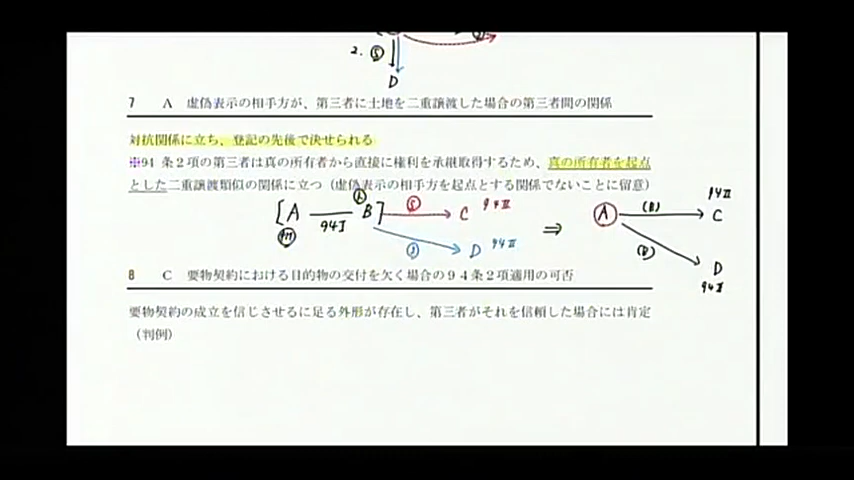 2. ⑤
D
7 A 虚偽表示の相手方が、第三者に土地を二重譲渡した場合の第三者間の関係
対抗関係に立ち、登記の先後で決せられる
※94条2項の第三者は真の所有者から直接に権利を承継取得するため、真の所有者を起点
とした二重譲渡類似の関係に立つ（虚偽表示の相手方を起点とする関係でないことに留意）
[A 94Ⅰ B] C 94Ⅱ ⇒ A C 94Ⅱ
D 94Ⅱ D 94Ⅱ
8 C 要物契約における目的物の交付を欠く場合の94条2項適用の可否
要物契約の成立を信じさせるに足る外形が存在し、第三者がそれを信頼した場合には肯定
（判例）